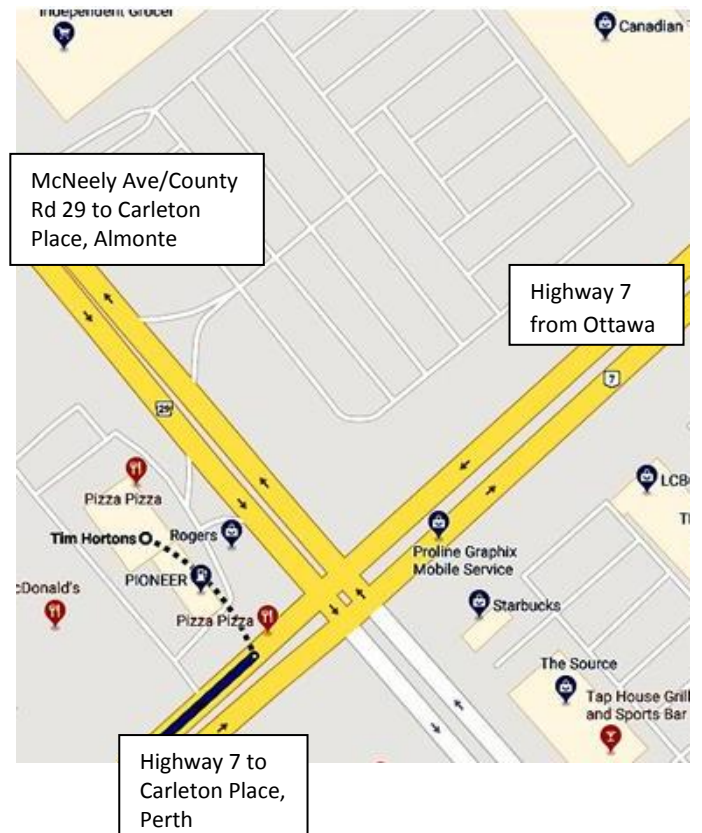 Independent Grocer
Canadian
McNeely Ave/County
Rd 29 to Carleton
Place, Almonte
Highway 7
from Ottawa
7
29
Pizza Pizza
LCB
Tim Hortons
Rogers
Proline Graphix
Mobile Service
PIONEER
cDonald's
Starbucks
Pizza Pizza
The Source
Tap House Grill
and Sports Bar
Highway 7 to
Carleton Place,
Perth